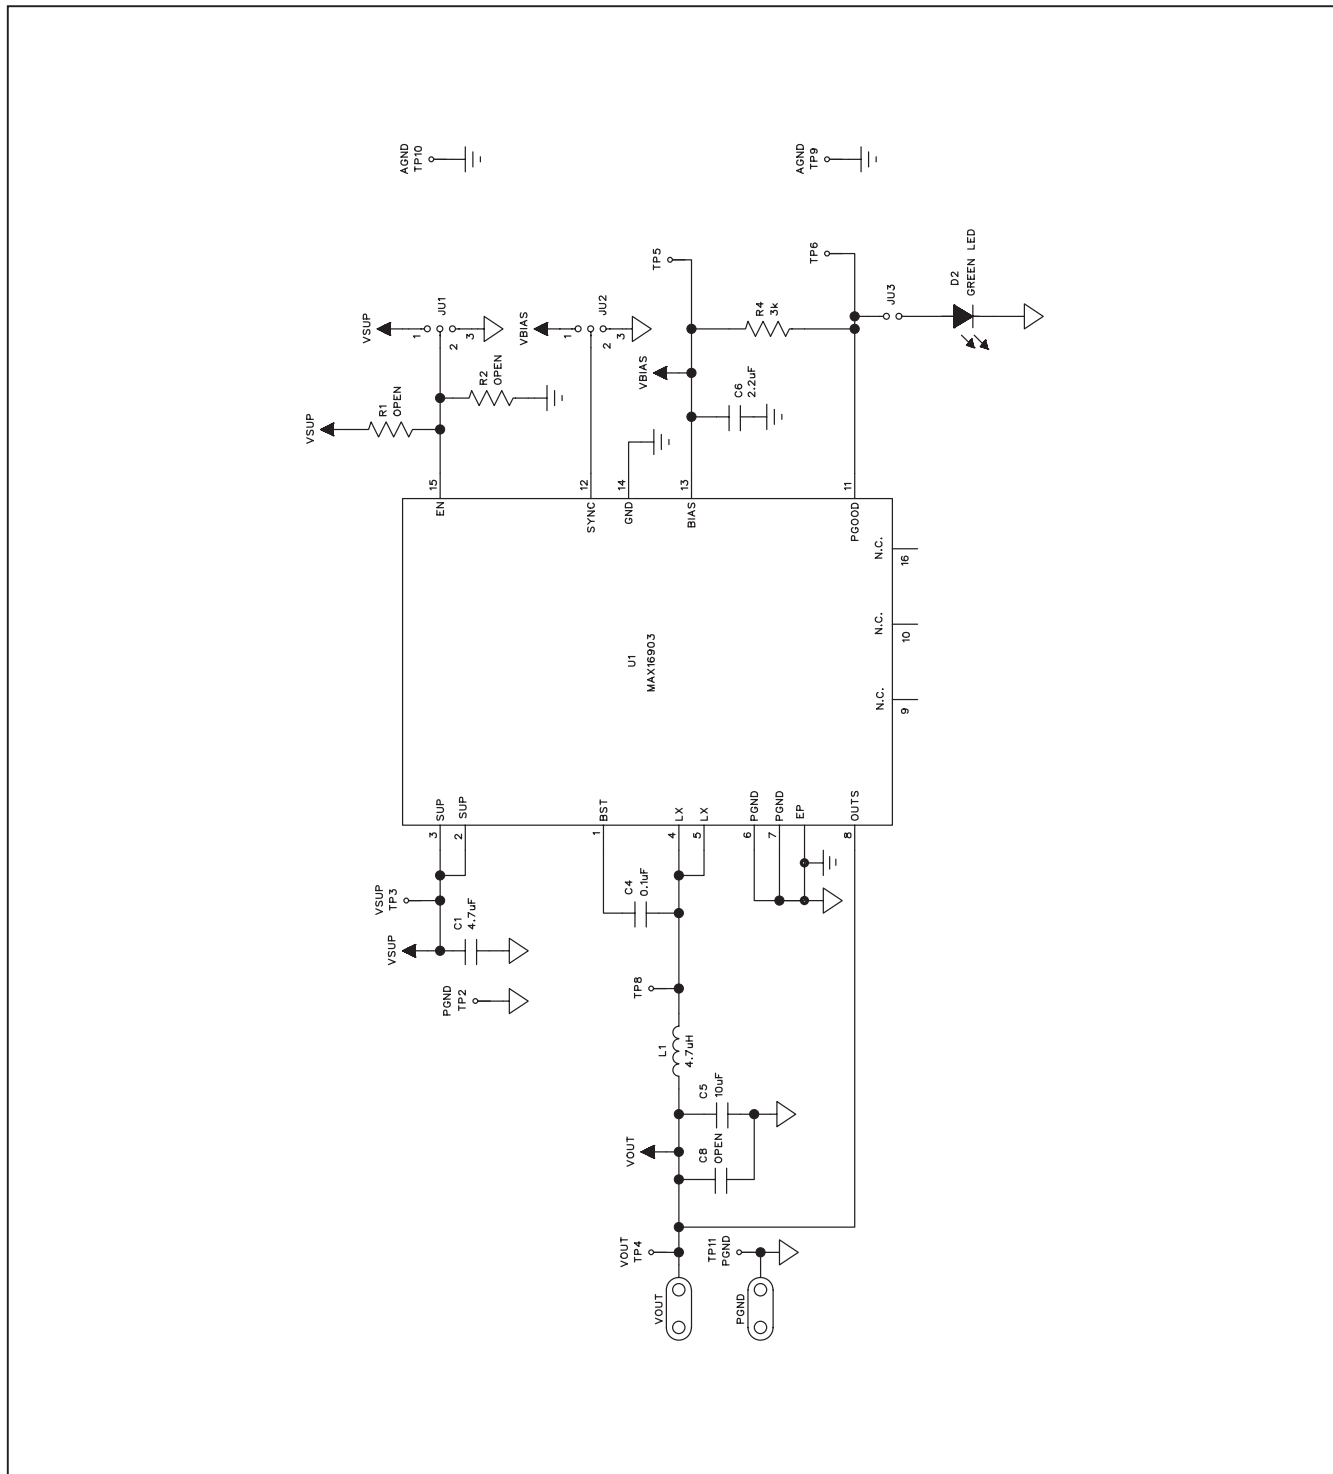 AGND
TP10
AGND
TP9
VSUP
1
2
3
JU1
VSUP
R1
OPEN
R2
OPEN
VBIAS
1
2
3
JU2
TP5
VBIAS
C6
2.2uF
R4
3k
TP6
JU3
D2
GREEN LED
15
EN
12
SYNC
14
GND
13
BIAS
11
PGOOD
N.C.
16
N.C.
10
N.C.
9
U1
MAX16903
3
SUP
2
SUP
1
BST
4
LX
5
LX
6
PGND
7
PGND
EP
8
OUTS
VSUP
TP3
VSUP
C1
4.7uF
PGND
TP2
C4
0.1uF
TP8
L1
4.7uH
C5
10uF
VOUT
C8
OPEN
VOUT
TP4
TP11
PGND
VOUT
PGND